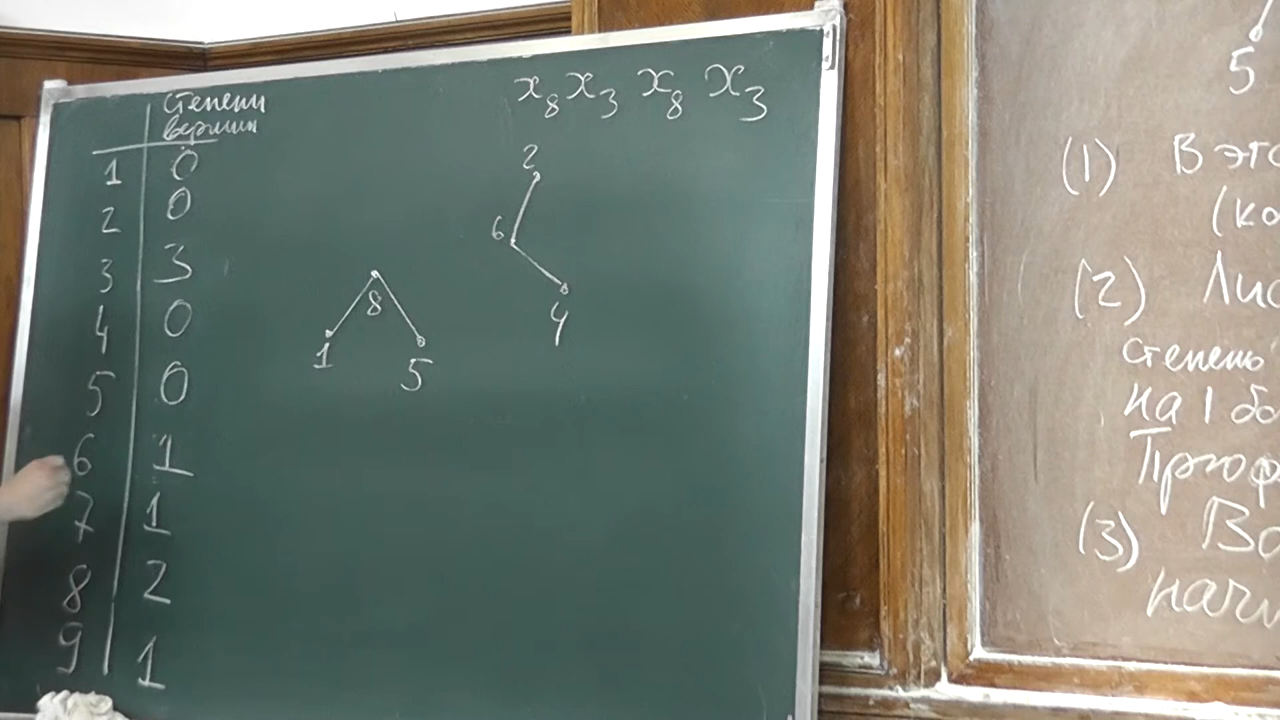 степени
вершин
1 0
2 0
3 3
4 0
5 0
6 1
7 1
8 2
9 1
x₈ x₃ x₈ x₃
2
6
4
8
1 5
5
(1) В это
(ко
(2) Лис
степень
на 1 бо
Прюф
(3) Во
начи